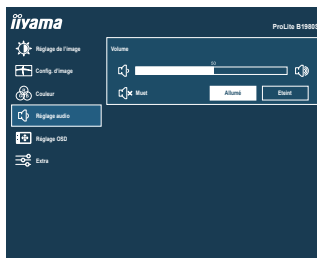 iiyama
ProLite B1980S
Réglage de l'image
Config. d'image
Couleur
Réglage audio
Réglage OSD
Extra
Volume
Muet
Allumé
Eteint